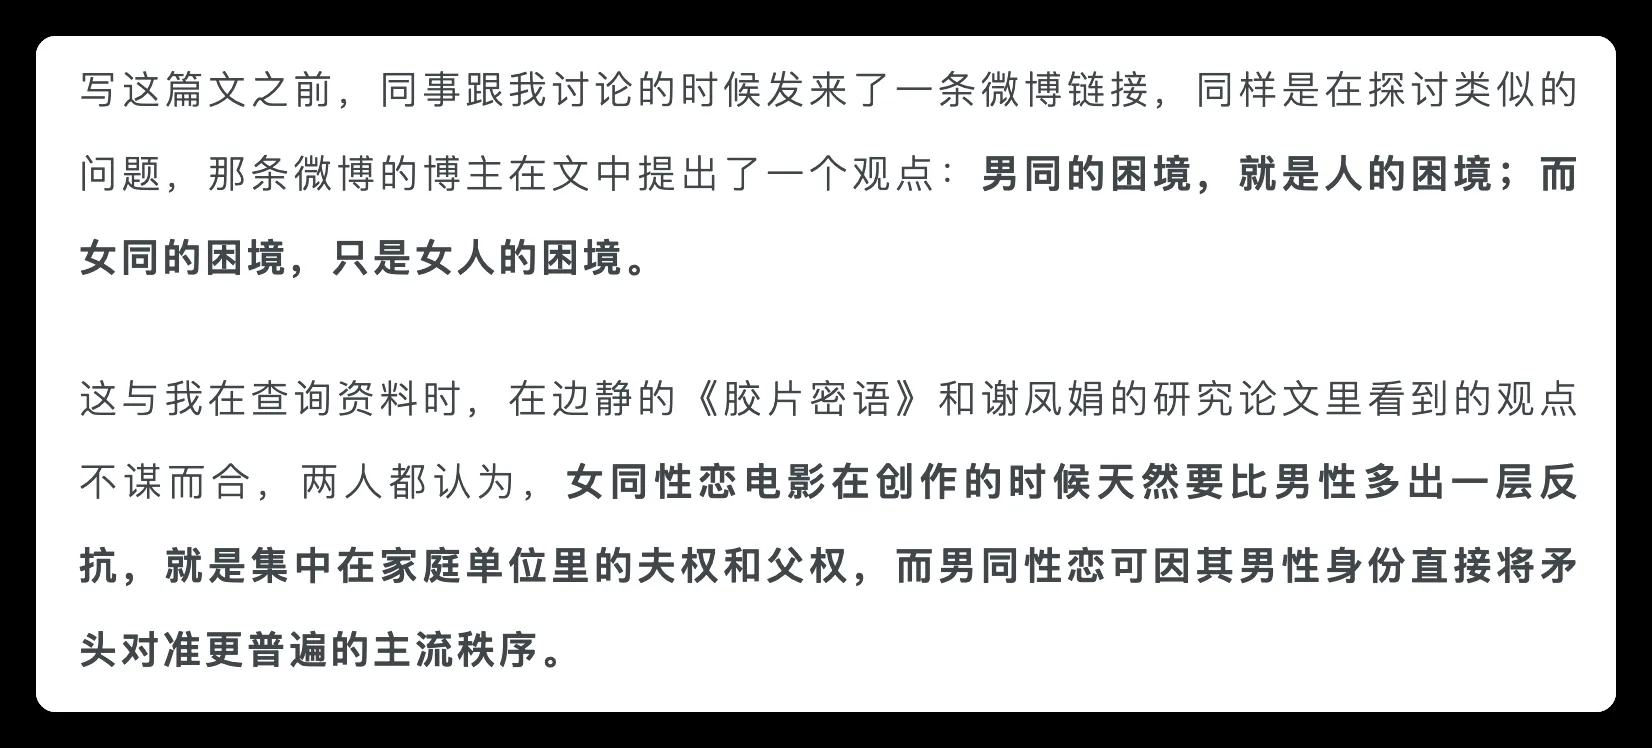 写这篇文之前，同事跟我讨论的时候发来了一条微博链接，同样是在探讨类似的
问题，那条微博的博主在文中提出了一个观点：男同的困境，就是人的困境；而
女同的困境，只是女人的困境。
这与我在查询资料时，在边静的《胶片密语》和谢凤娟的研究论文里看到的观点
不谋而合，两人都认为，女同性恋电影在创作的时候天然要比男性多出一层反
抗，就是集中在家庭单位里的夫权和父权，而男同性恋可因其男性身份直接将矛
头对准更普遍的主流秩序。